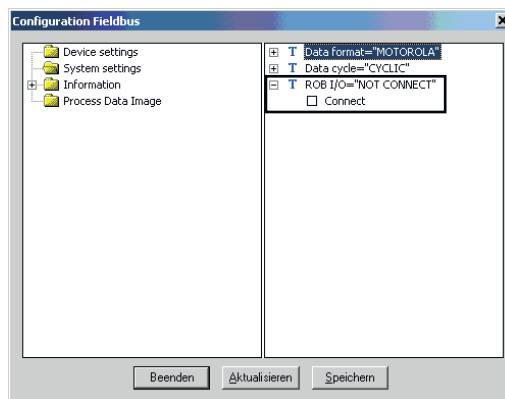 Configuration Fieldbus
Device settings
System settings
Information
Process Data Image
T Data format="MOTOROLA"
T Data cycle="CYCLIC"
T ROB I/O="NOT CONNECT"
Connect
Beenden
Aktualisieren
Speichern